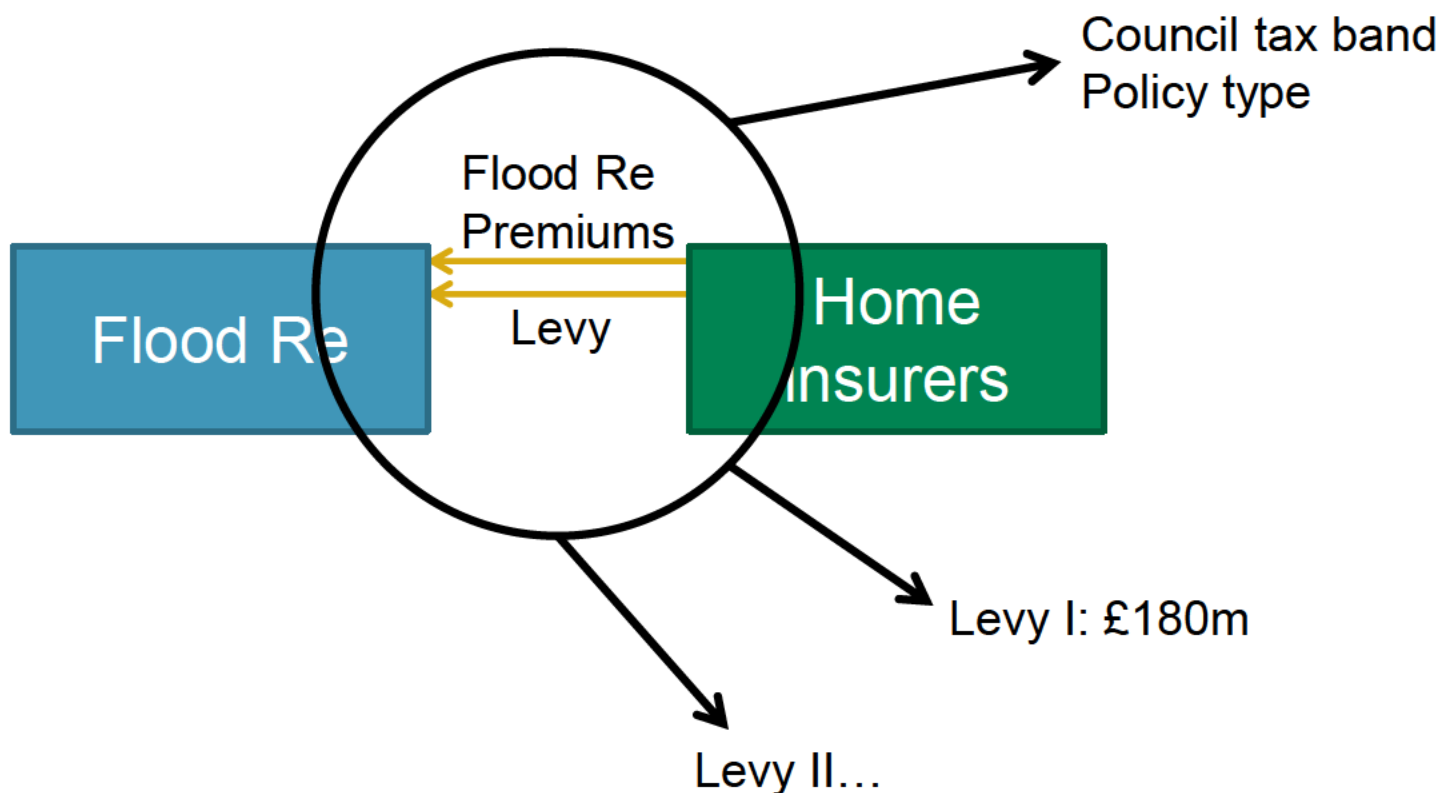 Council tax band
Policy type
Flood Re
Premiums
Levy
Flood Re
Home
Insurers
Levy I: £180m
Levy II…